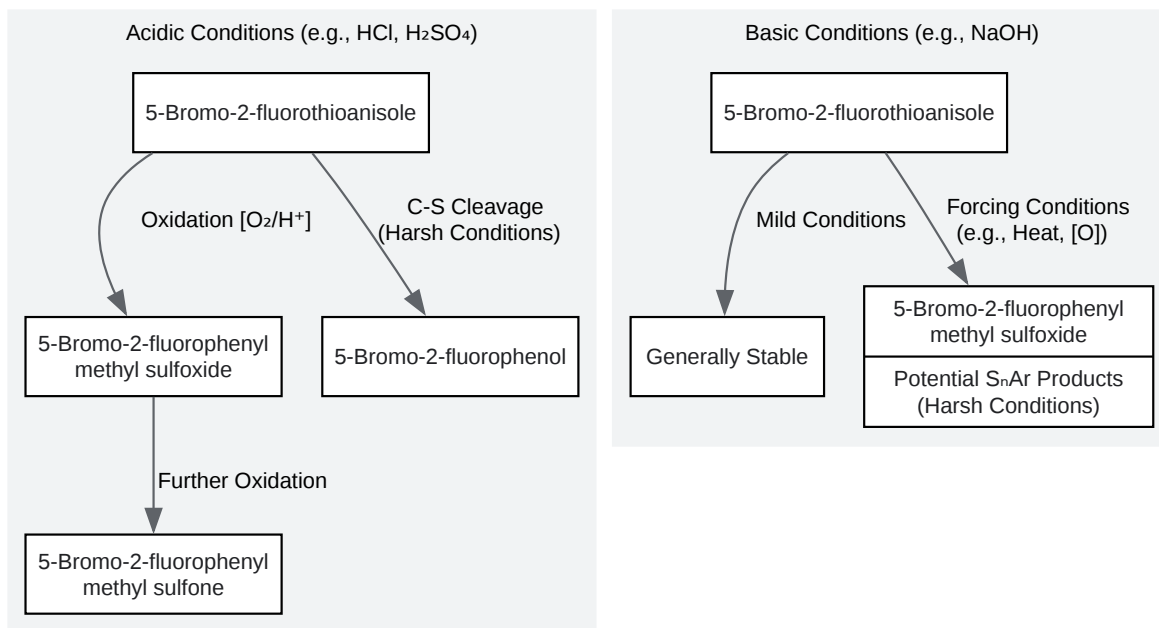 Acidic Conditions (e.g., HCl, H₂SO₄)
5-Bromo-2-fluorothioanisole
Oxidation [O₂/H⁺]
C-S Cleavage
(Harsh Conditions)
5-Bromo-2-fluorophenyl
methyl sulfoxide
5-Bromo-2-fluorophenol
Further Oxidation
5-Bromo-2-fluorophenyl
methyl sulfone
Basic Conditions (e.g., NaOH)
5-Bromo-2-fluorothioanisole
Mild Conditions
Forcing Conditions
(e.g., Heat, [O])
Generally Stable
5-Bromo-2-fluorophenyl
methyl sulfoxide
Potential SₙAr Products
(Harsh Conditions)